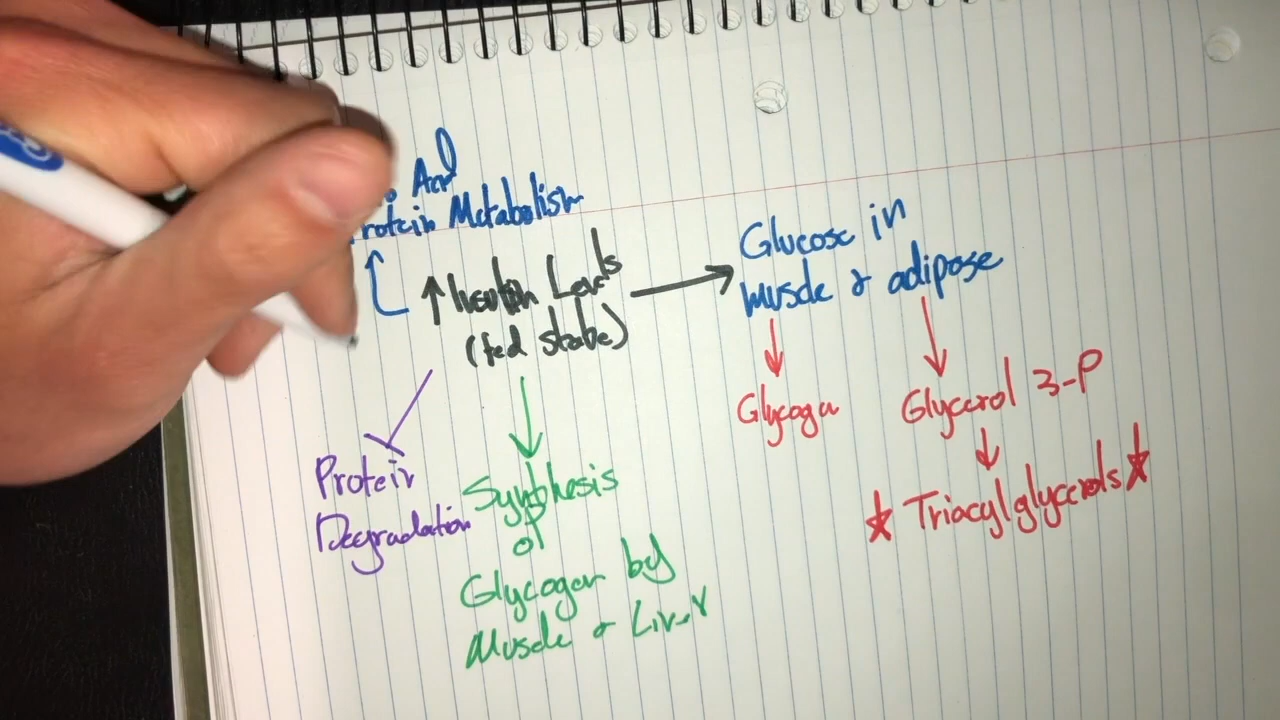 Acid
Protein Metabolism
↑ Insulin Levels
(fed state)
Glucose in
muscle & adipose
Glycogen
Glycerol 3-P
★ Triacylglycerols ★
Protein
Degradation
Synthesis
of
Glycogen by
Muscle & Liver